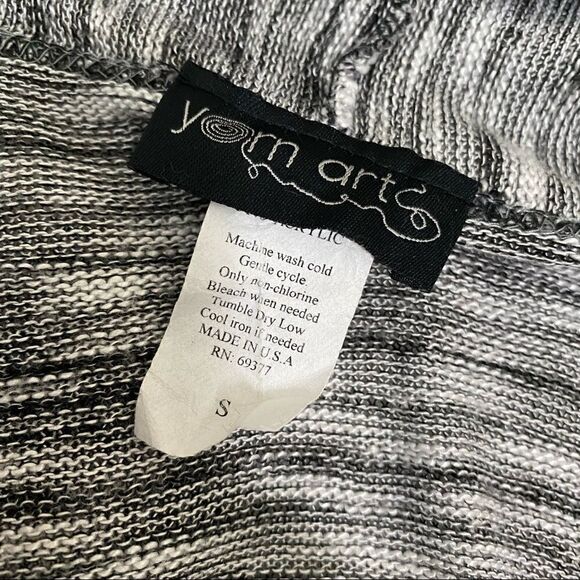 yarn arts
ACRYLIC
Machine wash cold
Gentle cycle
Only non-chlorine
Bleach when needed
Tumble Dry Low
Cool iron if needed
MADE IN U.S.A
RN: 69377
S